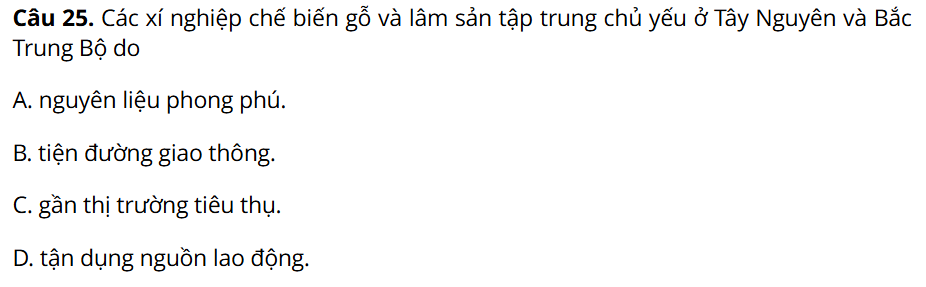 Câu 25. Các xí nghiệp chế biến gỗ và lâm sản tập trung chủ yếu ở Tây Nguyên và Bắc
Trung Bộ do
A. nguyên liệu phong phú.
B. tiện đường giao thông.
C. gần thị trường tiêu thụ.
D. tận dụng nguồn lao động.